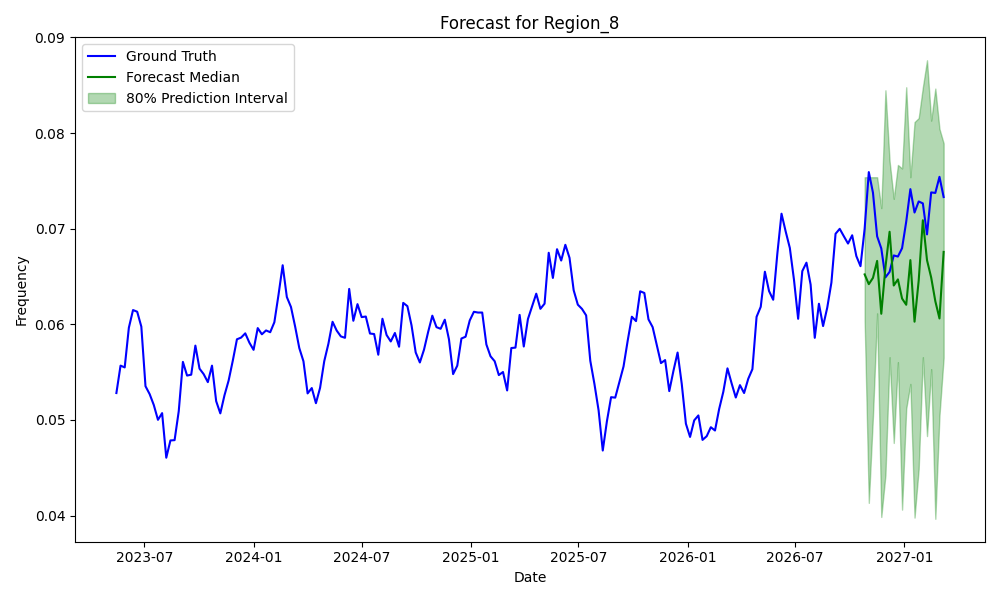 Forecast for Region_8
Ground Truth
Forecast Median
80% Prediction Interval
Frequency
0.09
0.08
0.07
0.06
0.05
0.04
2023-07
2024-01
2024-07
2025-01
2025-07
2026-01
2026-07
2027-01
Date